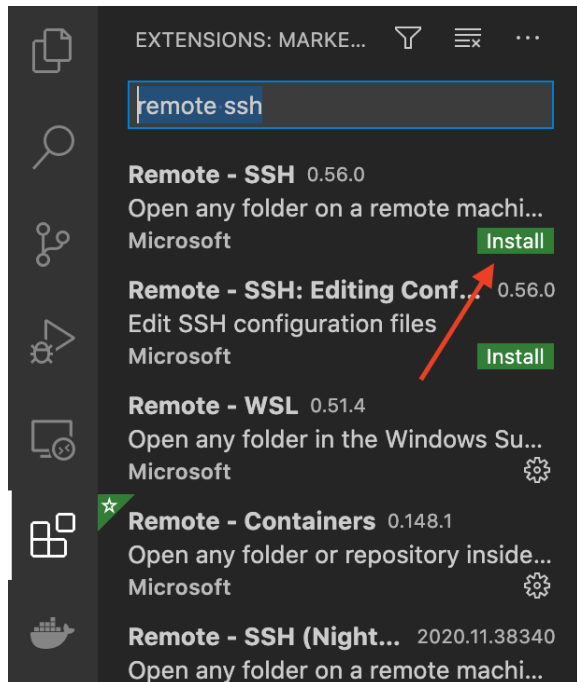 EXTENSIONS: MARKE...
remote ssh
Remote - SSH 0.56.0
Open any folder on a remote machi...
Microsoft Install
Remote - SSH: Editing Conf... 0.56.0
Edit SSH configuration files
Microsoft Install
Remote - WSL 0.51.4
Open any folder in the Windows Su...
Microsoft
Remote - Containers 0.148.1
Open any folder or repository inside...
Microsoft
Remote - SSH (Night... 2020.11.38340
Open any folder on a remote machi...